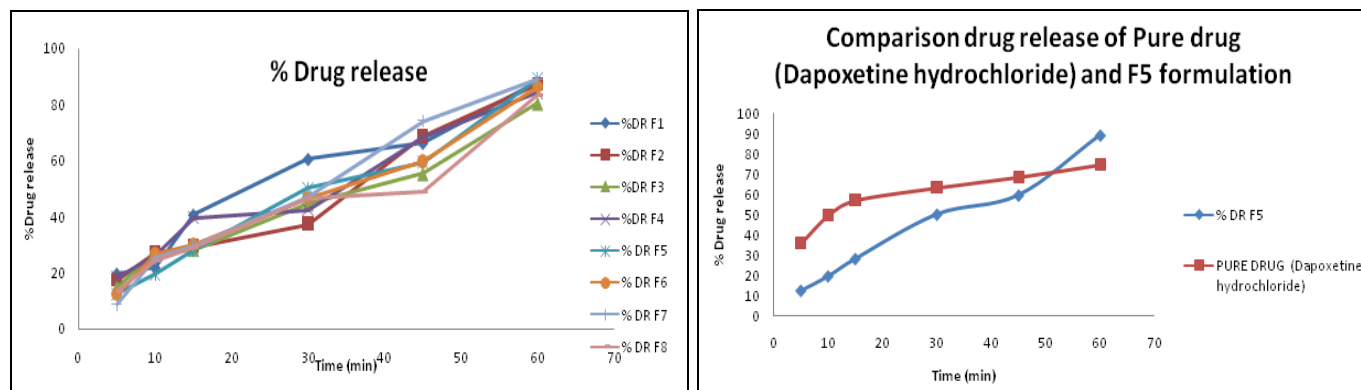 % Drug release
%Drug release
100
80
60
40
20
0
0 10 20 30 40 50 60 70
Time (min)
%DR F1
%DR F2
%DR F3
%DR F4
% DR F5
% DR F6
% DR F7
% DR F8
Comparison drug release of Pure drug
(Dapoxetine hydrochloride) and F5 formulation
% Drug release
100
90
80
70
60
50
40
30
20
10
0
0 10 20 30 40 50 60 70
Time (min)
% DR F5
PURE DRUG (Dapoxetine
hydrochloride)